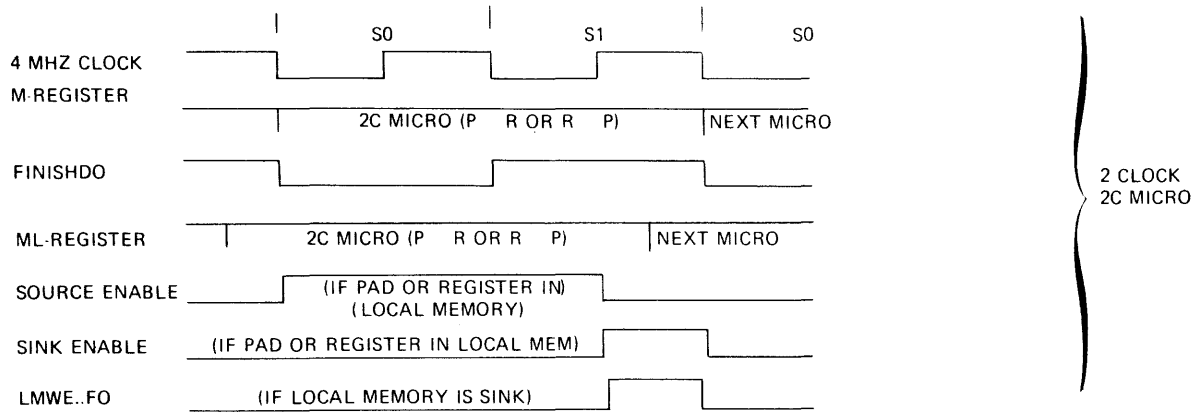 S0 S1 S0
4 MHZ CLOCK
M-REGISTER
2C MICRO (P R OR R P) NEXT MICRO
FINISHDO
ML-REGISTER 2C MICRO (P R OR R P) NEXT MICRO
SOURCE ENABLE (IF PAD OR REGISTER IN)
(LOCAL MEMORY)
SINK ENABLE (IF PAD OR REGISTER IN LOCAL MEM)
LMWE..FO (IF LOCAL MEMORY IS SINK)
2 CLOCK
2C MICRO